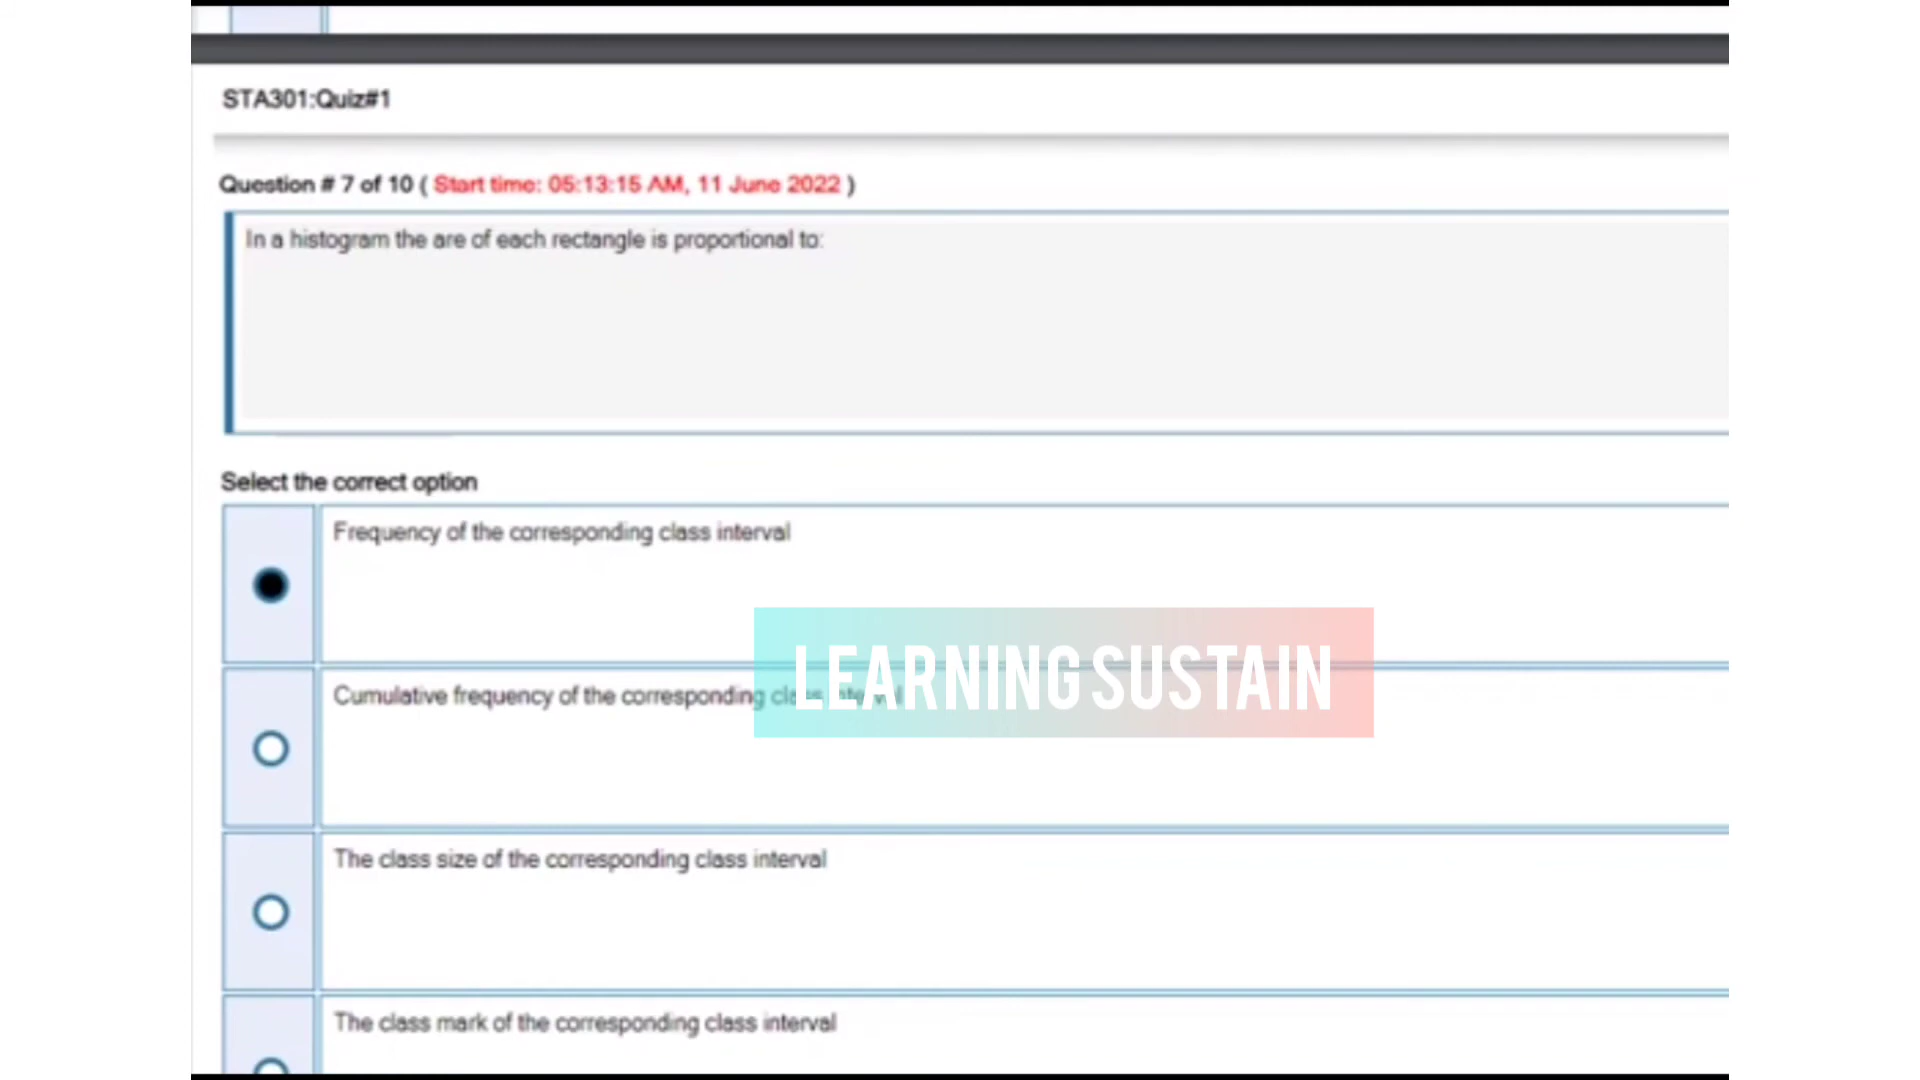 STA301:Quiz#1
Question # 7 of 10 ( Start time: 05:13:15 AM, 11 June 2022 )
In a histogram the are of each rectangle is proportional to:
Select the correct option
Frequency of the corresponding class interval
LEARNING SUSTAIN
Cumulative frequency of the corresponding class interval
The class size of the corresponding class interval
The class mark of the corresponding class interval